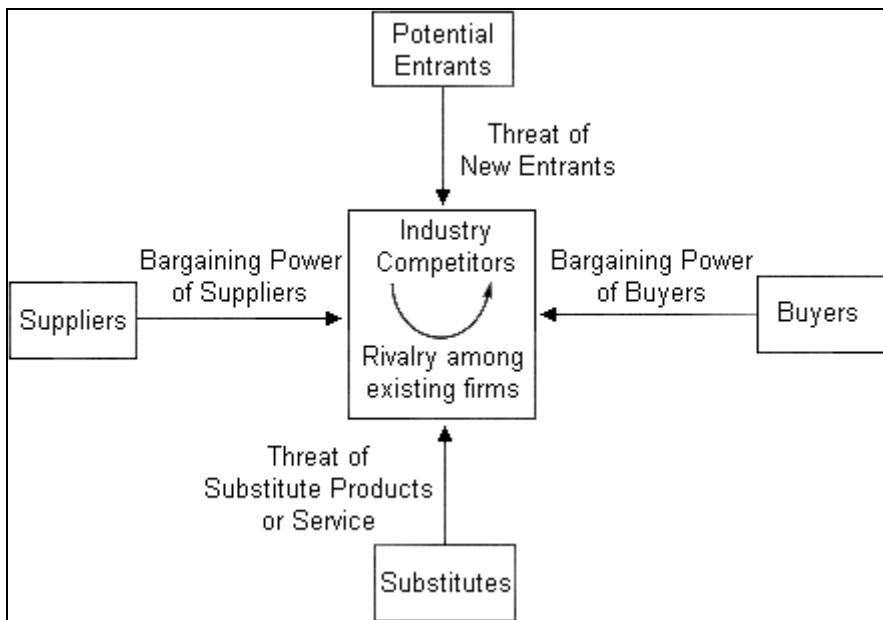 Potential
Entrants
Threat of
New Entrants
Industry
Competitors
Bargaining Power
of Suppliers
Bargaining Power
of Buyers
Suppliers
Buyers
Rivalry among
existing firms
Threat of
Substitute Products
or Service
Substitutes